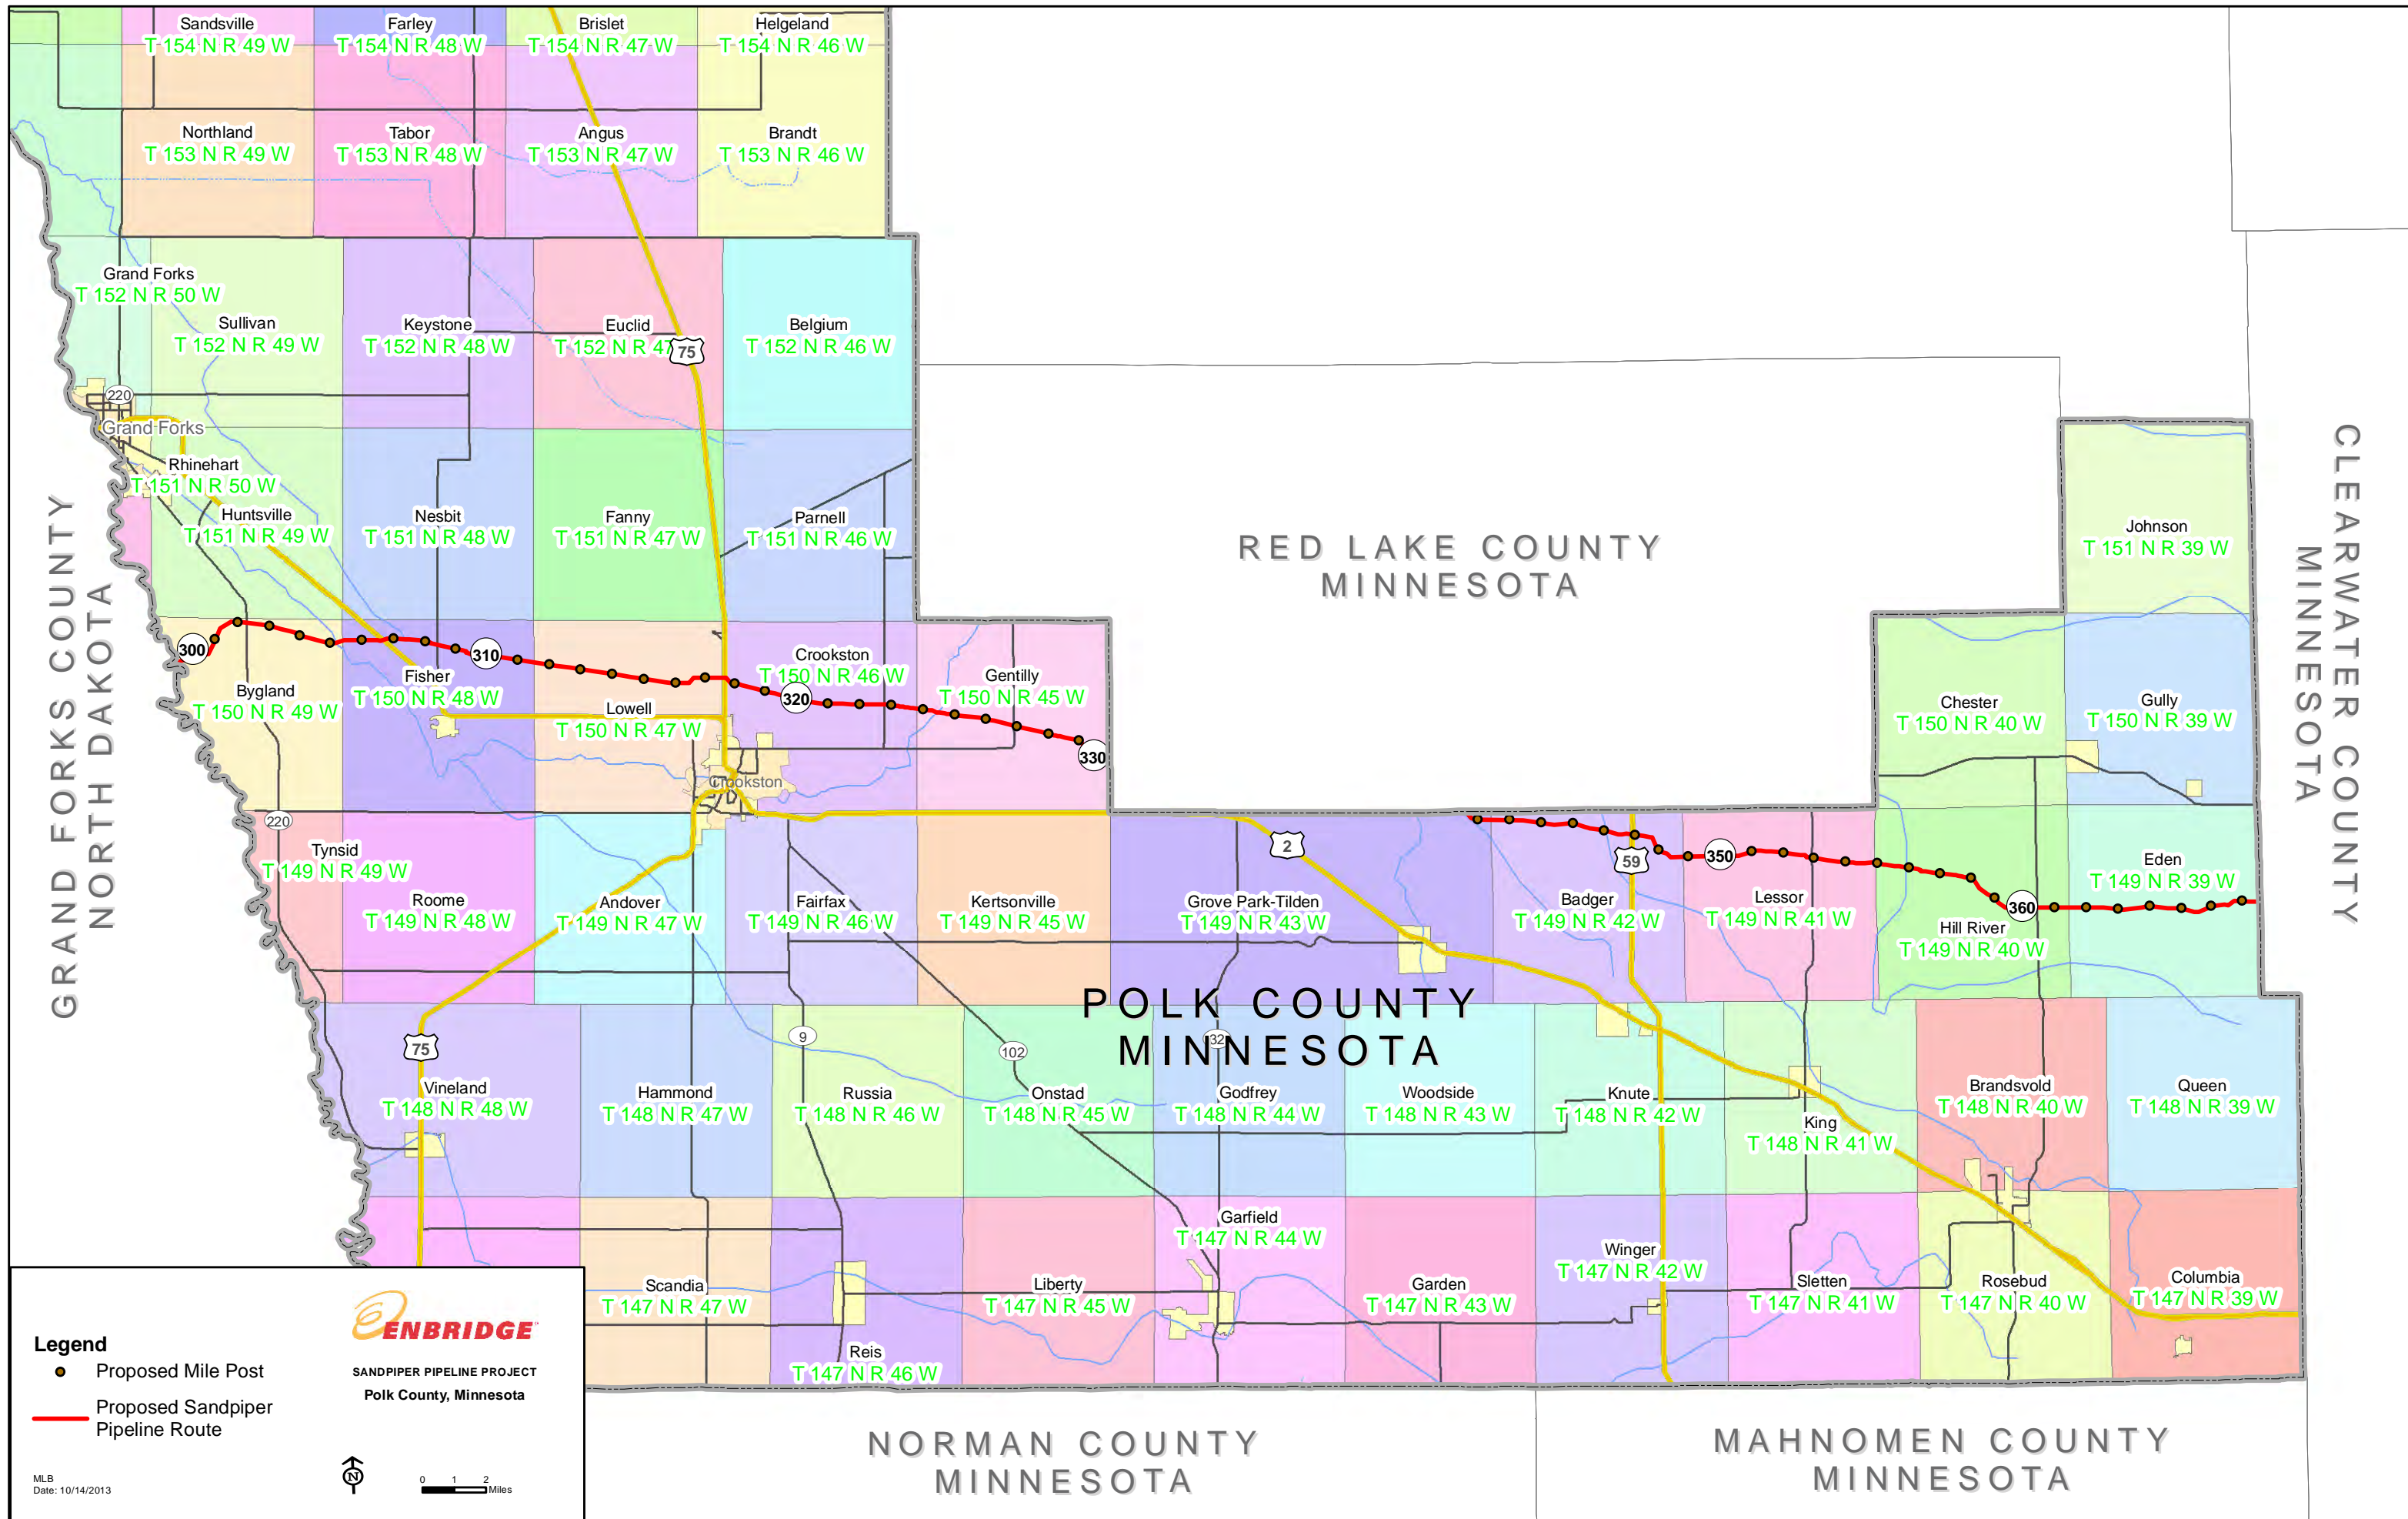 Sandsville
T 154 N R 49 W
Farley
T 154 N R 48 W
Brislet
T 154 N R 47 W
Helgeland
T 154 N R 46 W
Northland
T 153 N R 49 W
Tabor
T 153 N R 48 W
Angus
T 153 N R 47 W
Brandt
T 153 N R 46 W
Grand Forks
T 152 N R 50 W
Sullivan
T 152 N R 49 W
Keystone
T 152 N R 48 W
Euclid
T 152 N R 47
75
Belgium
T 152 N R 46 W
220
Grand Forks
Rhinehart
T 151 N R 50 W
Huntsville
T 151 N R 49 W
Nesbit
T 151 N R 48 W
Fanny
T 151 N R 47 W
Parnell
T 151 N R 46 W
RED LAKE COUNTY
MINNESOTA
Johnson
T 151 N R 39 W
CLEARWATER COUNTY
MINNESOTA
GRAND FORKS COUNTY
NORTH DAKOTA
300
310
320
330
Bygland
T 150 N R 49 W
Fisher
T 150 N R 48 W
Lowell
T 150 N R 47 W
Crookston
T 150 N R 46 W
Gentilly
T 150 N R 45 W
Chester
T 150 N R 40 W
Gully
T 150 N R 39 W
Crookston
220
2
59
350
360
Tynsid
T 149 N R 49 W
Roome
T 149 N R 48 W
Andover
T 149 N R 47 W
Fairfax
T 149 N R 46 W
Kertsonville
T 149 N R 45 W
Grove Park-Tilden
T 149 N R 43 W
Badger
T 149 N R 42 W
Lessor
T 149 N R 41 W
Hill River
T 149 N R 40 W
Eden
T 149 N R 39 W
POLK COUNTY
MINNESOTA
75
9
102
32
Vineland
T 148 N R 48 W
Hammond
T 148 N R 47 W
Russia
T 148 N R 46 W
Onstad
T 148 N R 45 W
Godfrey
T 148 N R 44 W
Woodside
T 148 N R 43 W
Knute
T 148 N R 42 W
King
T 148 N R 41 W
Brandsvold
T 148 N R 40 W
Queen
T 148 N R 39 W
Scandia
T 147 N R 47 W
Reis
T 147 N R 46 W
Liberty
T 147 N R 45 W
Garfield
T 147 N R 44 W
Garden
T 147 N R 43 W
Winger
T 147 N R 42 W
Sletten
T 147 N R 41 W
Rosebud
T 147 N R 40 W
Columbia
T 147 N R 39 W
NORMAN COUNTY
MINNESOTA
MAHNOMEN COUNTY
MINNESOTA
ENBRIDGE
SANDPIPER PIPELINE PROJECT
Polk County, Minnesota
Legend
Proposed Mile Post
Proposed Sandpiper
Pipeline Route
MLB
Date: 10/14/2013
N
0 1 2
Miles